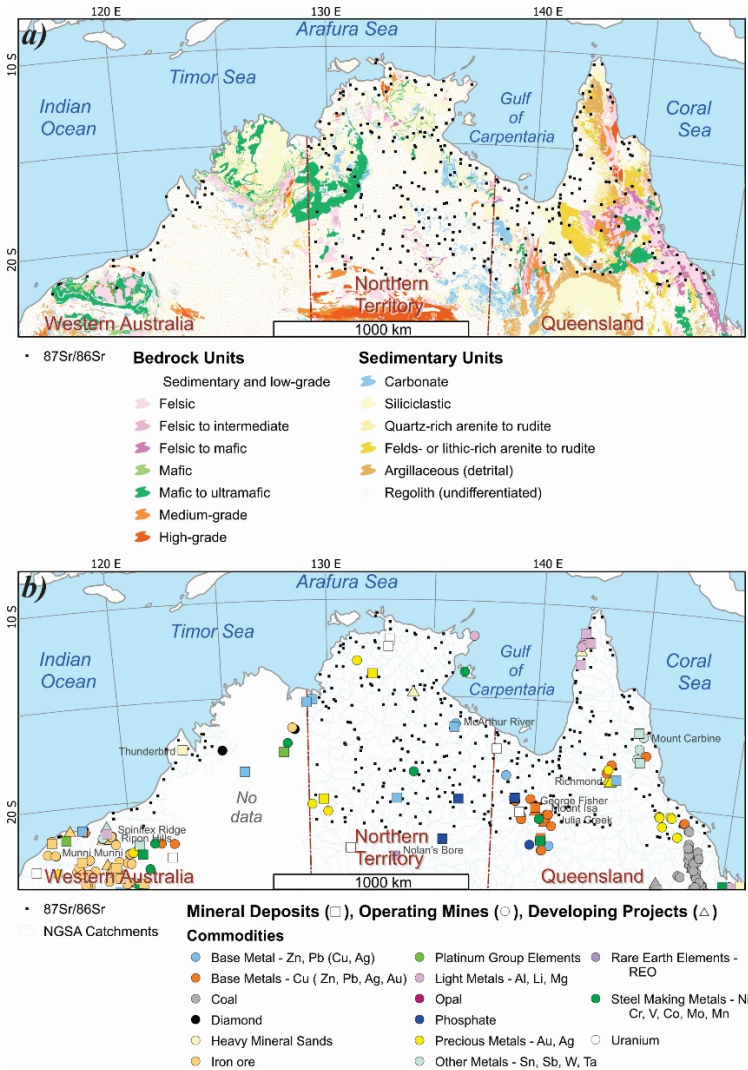 120 E
130 E
140 E
a)
Arafura Sea
10 S
Timor Sea
Indian
Ocean
Gulf
of
Carpentaria
Coral
Sea
20 S
Northern
Territory
Western Australia
1000 km
Queensland
87Sr/86Sr
Bedrock Units
Sedimentary and low-grade
Felsic
Felsic to intermediate
Felsic to mafic
Mafic
Mafic to ultramafic
Medium-grade
High-grade
Sedimentary Units
Carbonate
Siliciclastic
Quartz-rich arenite to rudite
Felds- or lithic-rich arenite to rudite
Argillaceous (detrital)
Regolith (undifferentiated)
120 E
130 E
140 E
b)
Arafura Sea
10 S
Timor Sea
Indian
Ocean
Gulf
of
Carpentaria
Coral
Sea
McArthur River
Mount Carbine
Thunderbird
Richmond
No
data
George Fisher
Mount Isa
Julia Creek
20 S
Spinifex Ridge
Ripon Hills
Munni Munni
Northern
Territory
Nolan's Bore
Western Australia
1000 km
Queensland
87Sr/86Sr
NGSA Catchments
Mineral Deposits (□), Operating Mines (○), Developing Projects (△)
Commodities
Base Metal - Zn, Pb (Cu, Ag)
Base Metals - Cu ( Zn, Pb, Ag, Au)
Coal
Diamond
Heavy Mineral Sands
Iron ore
Platinum Group Elements
Light Metals - Al, Li, Mg
Opal
Phosphate
Precious Metals - Au, Ag
Other Metals - Sn, Sb, W, Ta
Rare Earth Elements -
REO
Steel Making Metals - Ni
Cr, V, Co, Mo, Mn
Uranium